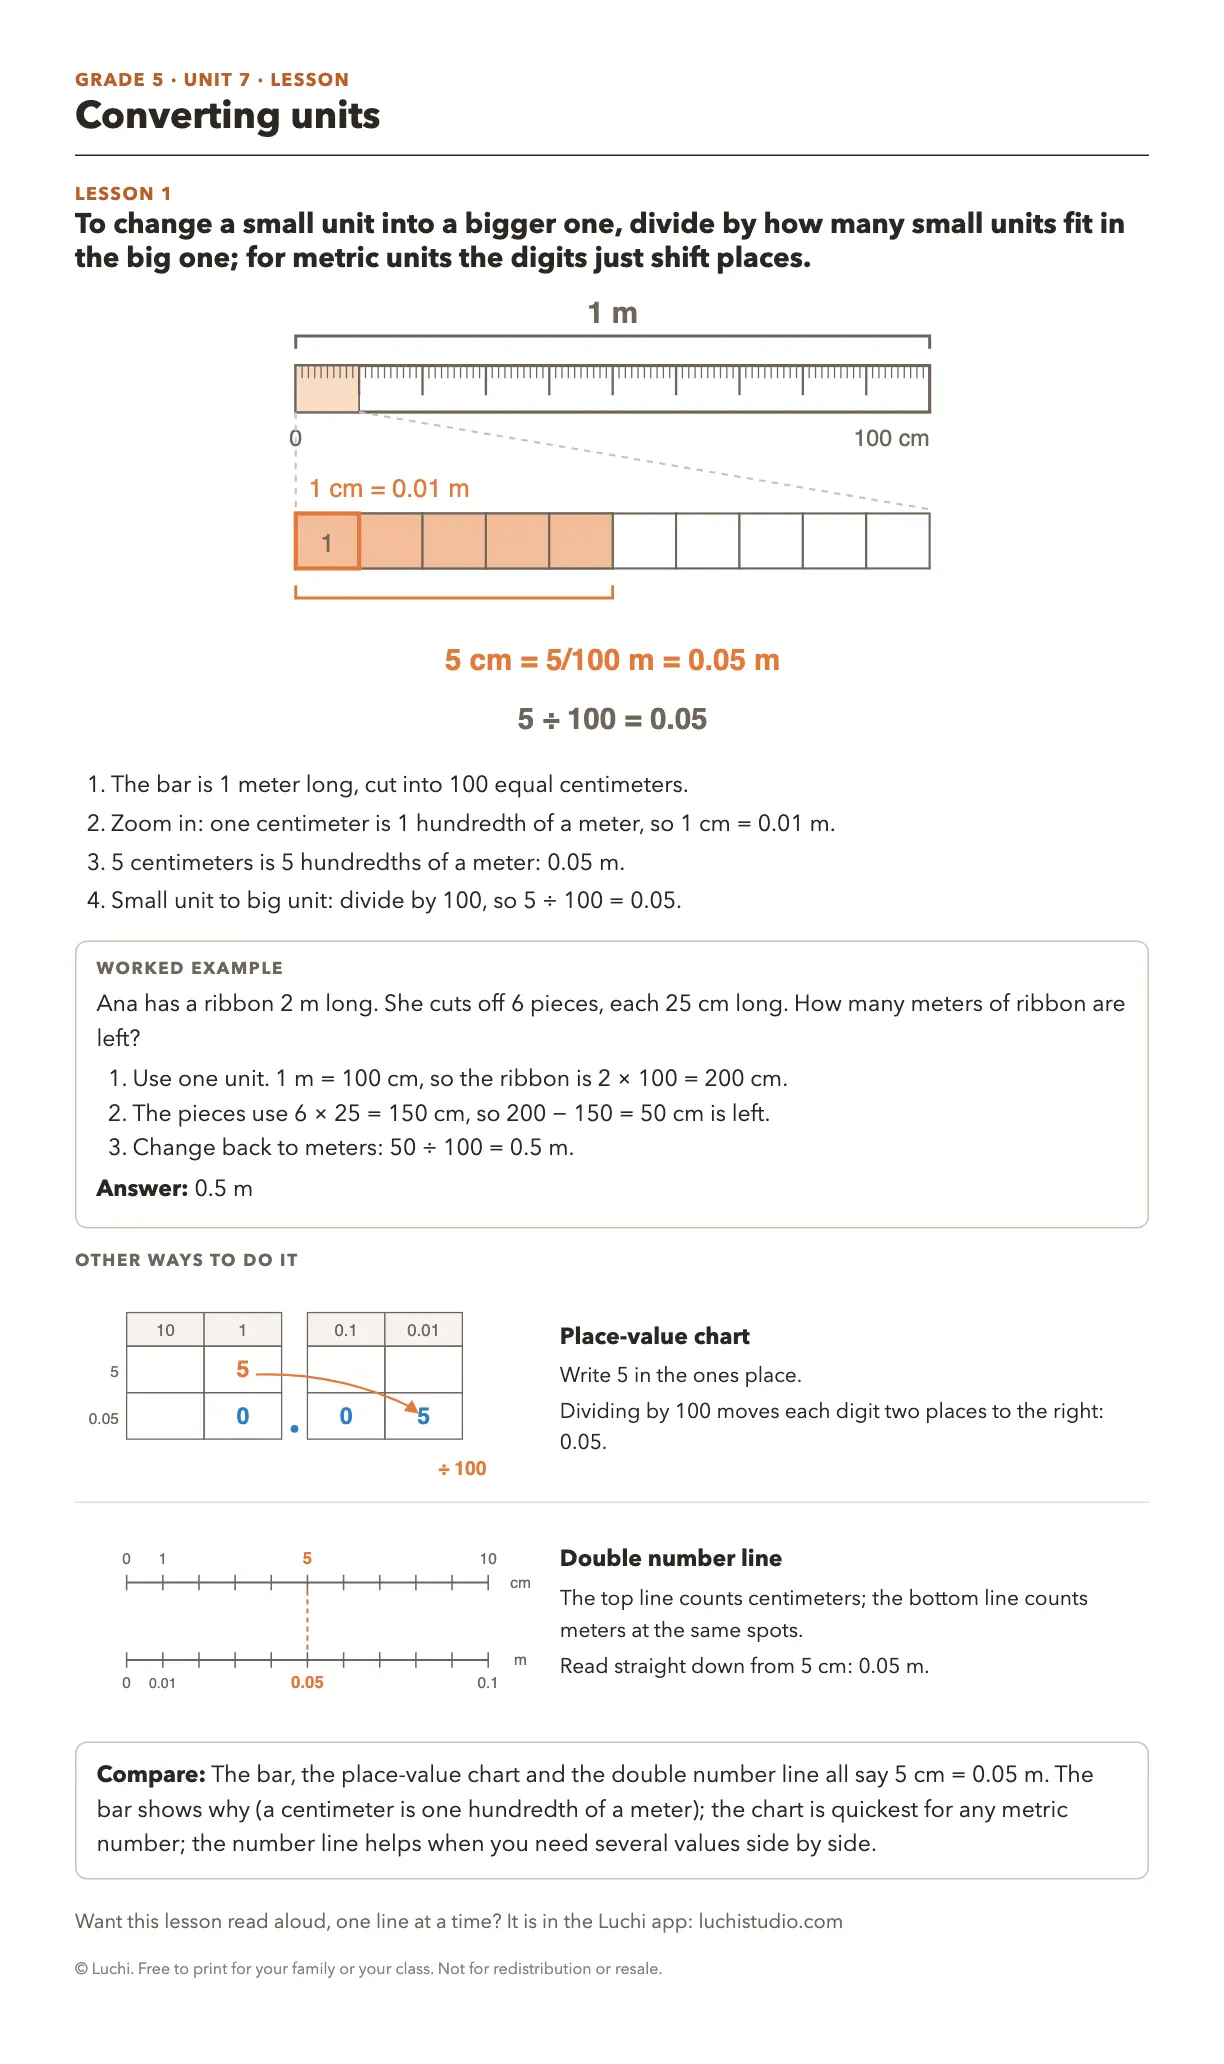 GRADE 5 · UNIT 7 · LESSON
Converting units
LESSON 1
To change a small unit into a bigger one, divide by how many small units fit in
the big one; for metric units the digits just shift places.
1 m
0
100 cm
1 cm = 0.01 m
1
5 cm = 5/100 m = 0.05 m
5 ÷ 100 = 0.05
1. The bar is 1 meter long, cut into 100 equal centimeters.
2. Zoom in: one centimeter is 1 hundredth of a meter, so 1 cm = 0.01 m.
3. 5 centimeters is 5 hundredths of a meter: 0.05 m.
4. Small unit to big unit: divide by 100, so 5 ÷ 100 = 0.05.
WORKED EXAMPLE
Ana has a ribbon 2 m long. She cuts off 6 pieces, each 25 cm long. How many meters of ribbon are
left?
1. Use one unit. 1 m = 100 cm, so the ribbon is 2 × 100 = 200 cm.
2. The pieces use 6 × 25 = 150 cm, so 200 − 150 = 50 cm is left.
3. Change back to meters: 50 ÷ 100 = 0.5 m.
Answer: 0.5 m
OTHER WAYS TO DO IT
10 1 0.1 0.01
5 5
0.05 0 . 0 5
÷ 100
Place-value chart
Write 5 in the ones place.
Dividing by 100 moves each digit two places to the right:
0.05.
0 1 5 10
cm
m
0 0.01 0.05 0.1
Double number line
The top line counts centimeters; the bottom line counts
meters at the same spots.
Read straight down from 5 cm: 0.05 m.
Compare: The bar, the place-value chart and the double number line all say 5 cm = 0.05 m. The
bar shows why (a centimeter is one hundredth of a meter); the chart is quickest for any metric
number; the number line helps when you need several values side by side.
Want this lesson read aloud, one line at a time? It is in the Luchi app: luchistudio.com
© Luchi. Free to print for your family or your class. Not for redistribution or resale.